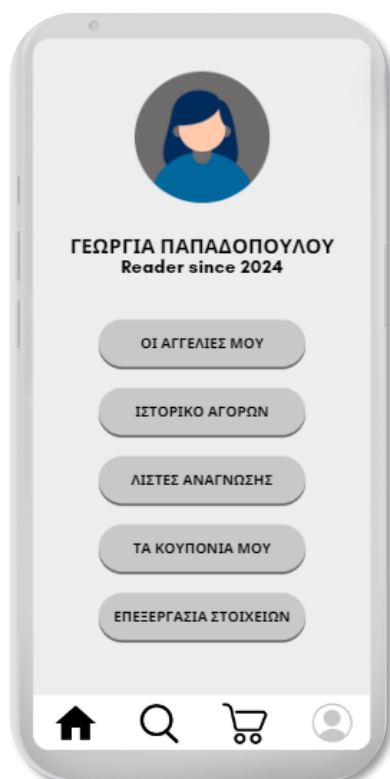 ΓΕΩΡΓΙΑ ΠΑΠΑΔΟΠΟΥΛΟΥ
Reader since 2024
ΟΙ ΑΓΓΕΛΙΕΣ ΜΟΥ
ΙΣΤΟΡΙΚΟ ΑΓΟΡΩΝ
ΛΙΣΤΕΣ ΑΝΑΓΝΩΣΗΣ
ΤΑ ΚΟΥΠΟΝΙΑ ΜΟΥ
ΕΠΕΞΕΡΓΑΣΙΑ ΣΤΟΙΧΕΙΩΝ